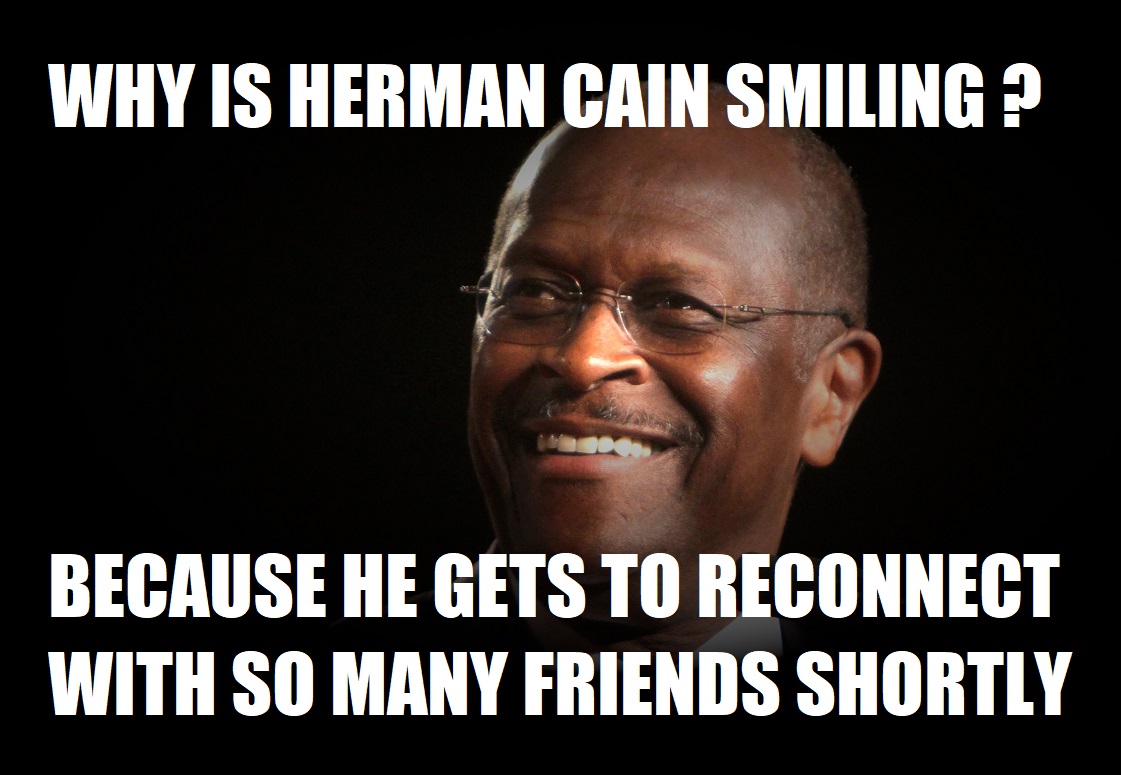 WHY IS HERMAN CAIN SMILING ?
BECAUSE HE GETS TO RECONNECT
WITH SO MANY FRIENDS SHORTLY